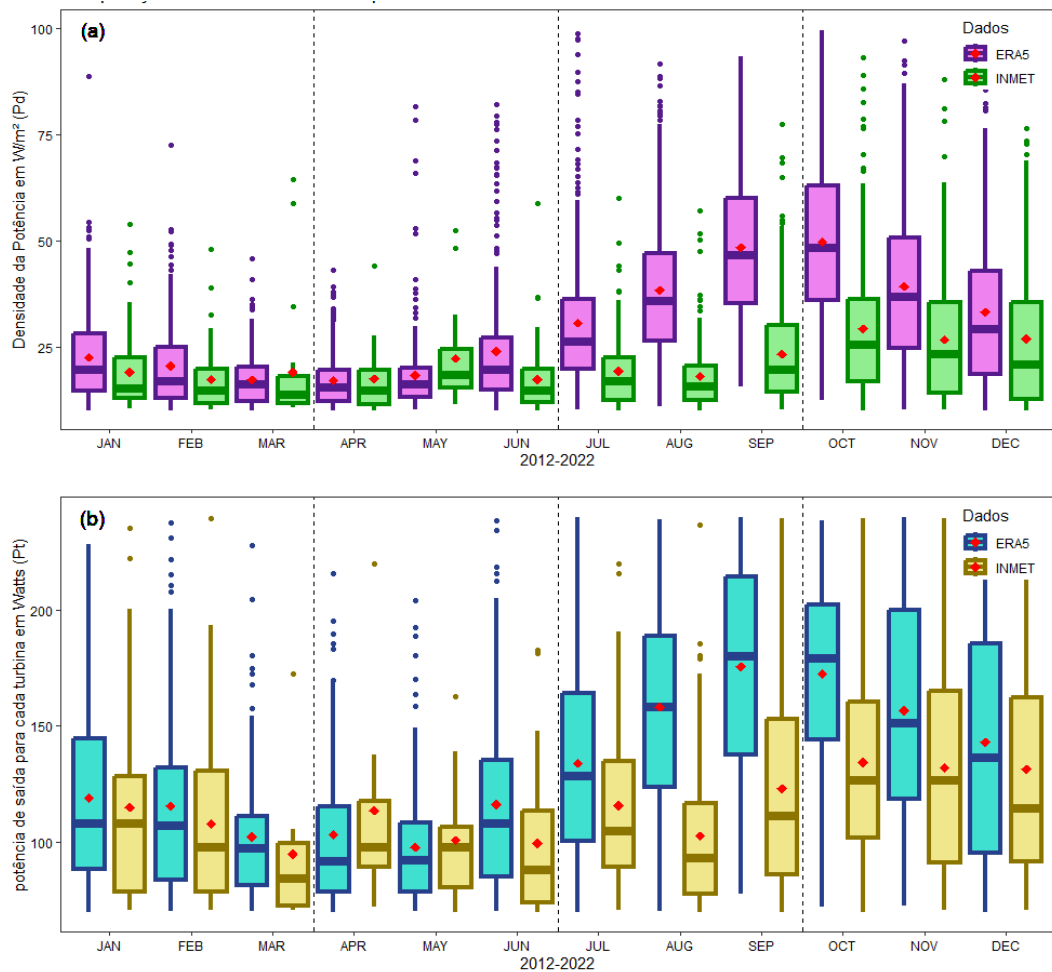 (a)
Dados
ERA5
INMET
Densidade da Potência em W/m² (Pd)
100
75
50
25
JAN FEB MAR APR MAY JUN JUL AUG SEP OCT NOV DEC
2012-2022
(b)
Dados
ERA5
INMET
potência de saída para cada turbina em Watts (Pt)
200
150
100
JAN FEB MAR APR MAY JUN JUL AUG SEP OCT NOV DEC
2012-2022